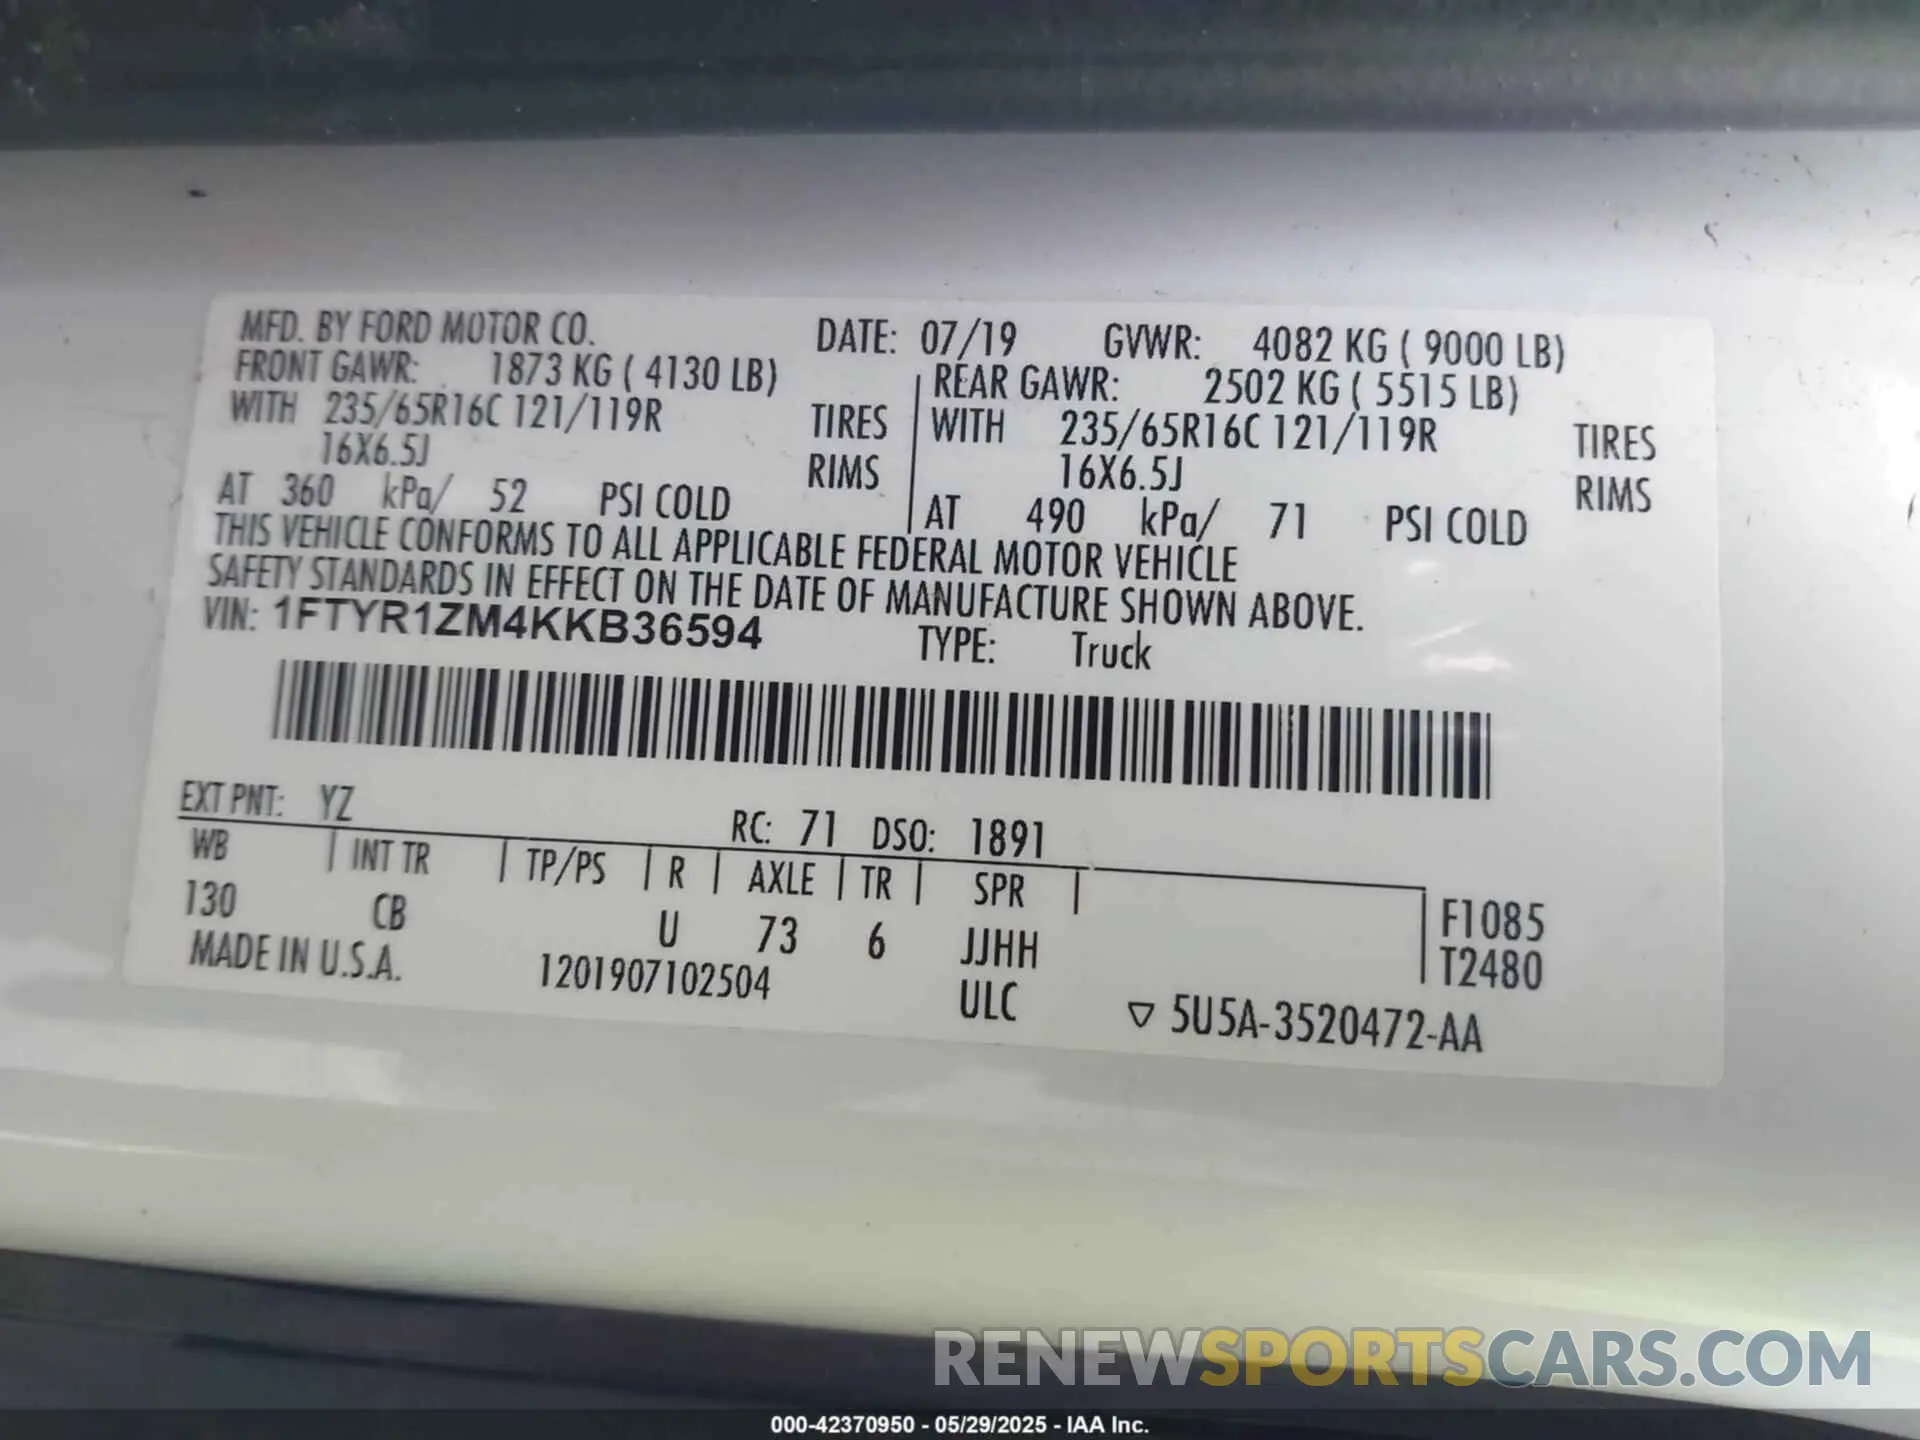 MFD. BY FORD MOTOR CO. DATE: 07/19 GVWR: 4082 KG ( 9000 LB)
FRONT GAWR: 1873 KG ( 4130 LB) REAR GAWR: 2502 KG ( 5515 LB)
WITH 235/65R16C 121/119R TIRES WITH 235/65R16C 121/119R TIRES
16X6.5J RIMS 16X6.5J RIMS
AT 360 kPa/ 52 PSI COLD AT 490 kPa/ 71 PSI COLD
THIS VEHICLE CONFORMS TO ALL APPLICABLE FEDERAL MOTOR VEHICLE
SAFETY STANDARDS IN EFFECT ON THE DATE OF MANUFACTURE SHOWN ABOVE.
VIN: 1FTYR1ZM4KKB36594 TYPE: Truck
EXT PNT: YZ RC: 71 DSO: 1891
WB INT TR TP/PS R AXLE TR SPR F1085
130 CB U 73 6 JJHH T2480
MADE IN U.S.A. 1201907102504 ULC ▽ 5U5A-3520472-AA
RENEWSPORTSCARS.COM
000-42370950 - 05/29/2025 - IAA Inc.